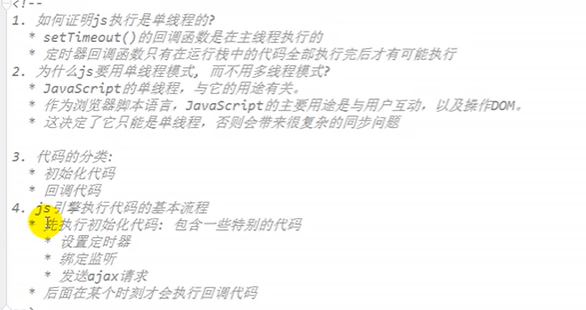 <!--
1. 如何证明js执行是单线程的?
* setTimeout()的回调函数是在主线程执行的
* 定时器回调函数只有在运行栈中的代码全部执行完后才有可能执行
2. 为什么js要用单线程模式, 而不用多线程模式?
* JavaScript的单线程，与它的用途有关。
* 作为浏览器脚本语言，JavaScript的主要用途是与用户互动，以及操作DOM。
* 这决定了它只能是单线程，否则会带来很复杂的同步问题
3. 代码的分类:
* 初始化代码
* 回调代码
4. js引擎执行代码的基本流程
* 先执行初始化代码: 包含一些特别的代码
* 设置定时器
* 绑定监听
* 发送ajax请求
* 后面在某个时刻才会执行回调代码